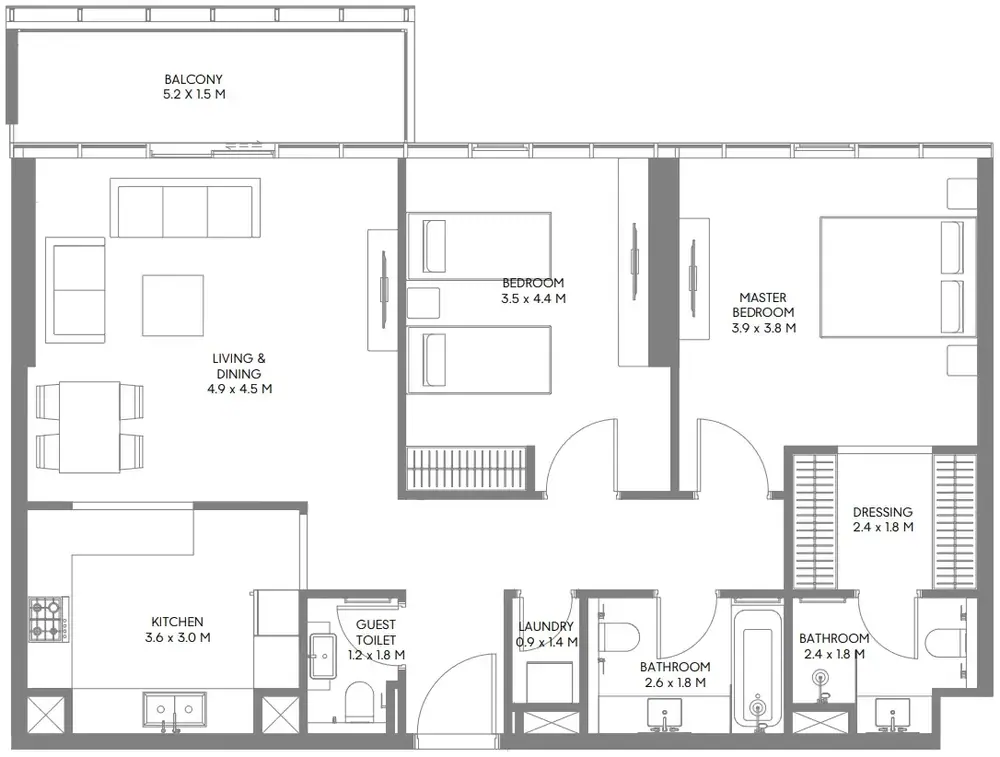 BALCONY
5.2 X 1.5 M
BEDROOM
3.5 x 4.4 M
MASTER
BEDROOM
3.9 x 3.8 M
LIVING &
DINING
4.9 x 4.5 M
DRESSING
2.4 x 1.8 M
KITCHEN
3.6 x 3.0 M
GUEST
TOILET
1.2 x 1.8 M
LAUNDRY
0.9 x 1.4 M
BATHROOM
2.6 x 1.8 M
BATHROOM
2.4 x 1.8 M